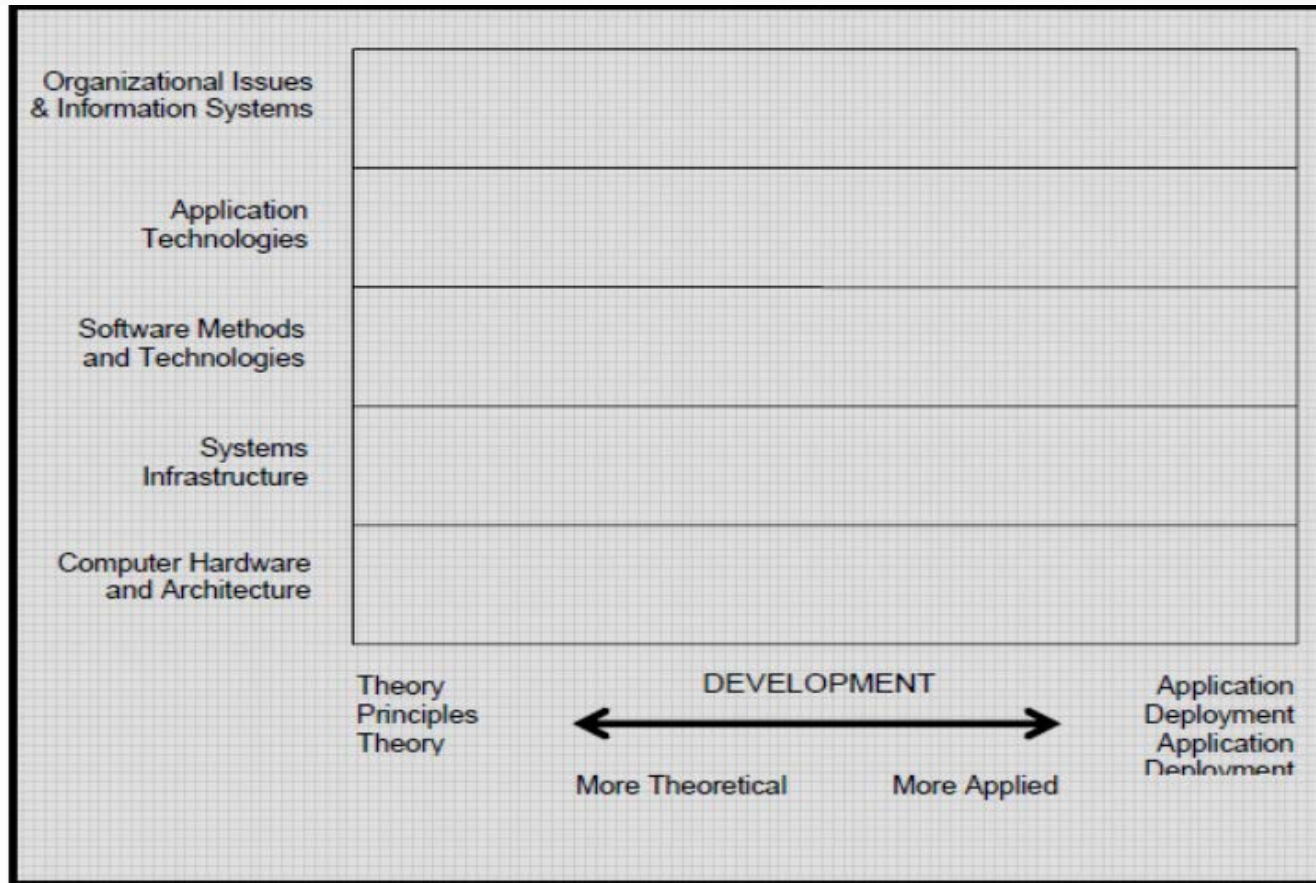 Organizational Issues
& Information Systems
Application
Technologies
Software Methods
and Technologies
Systems
Infrastructure
Computer Hardware
and Architecture
Theory
Principles
Theory
DEVELOPMENT
More Theoretical
More Applied
Application
Deployment
Application
Deployment